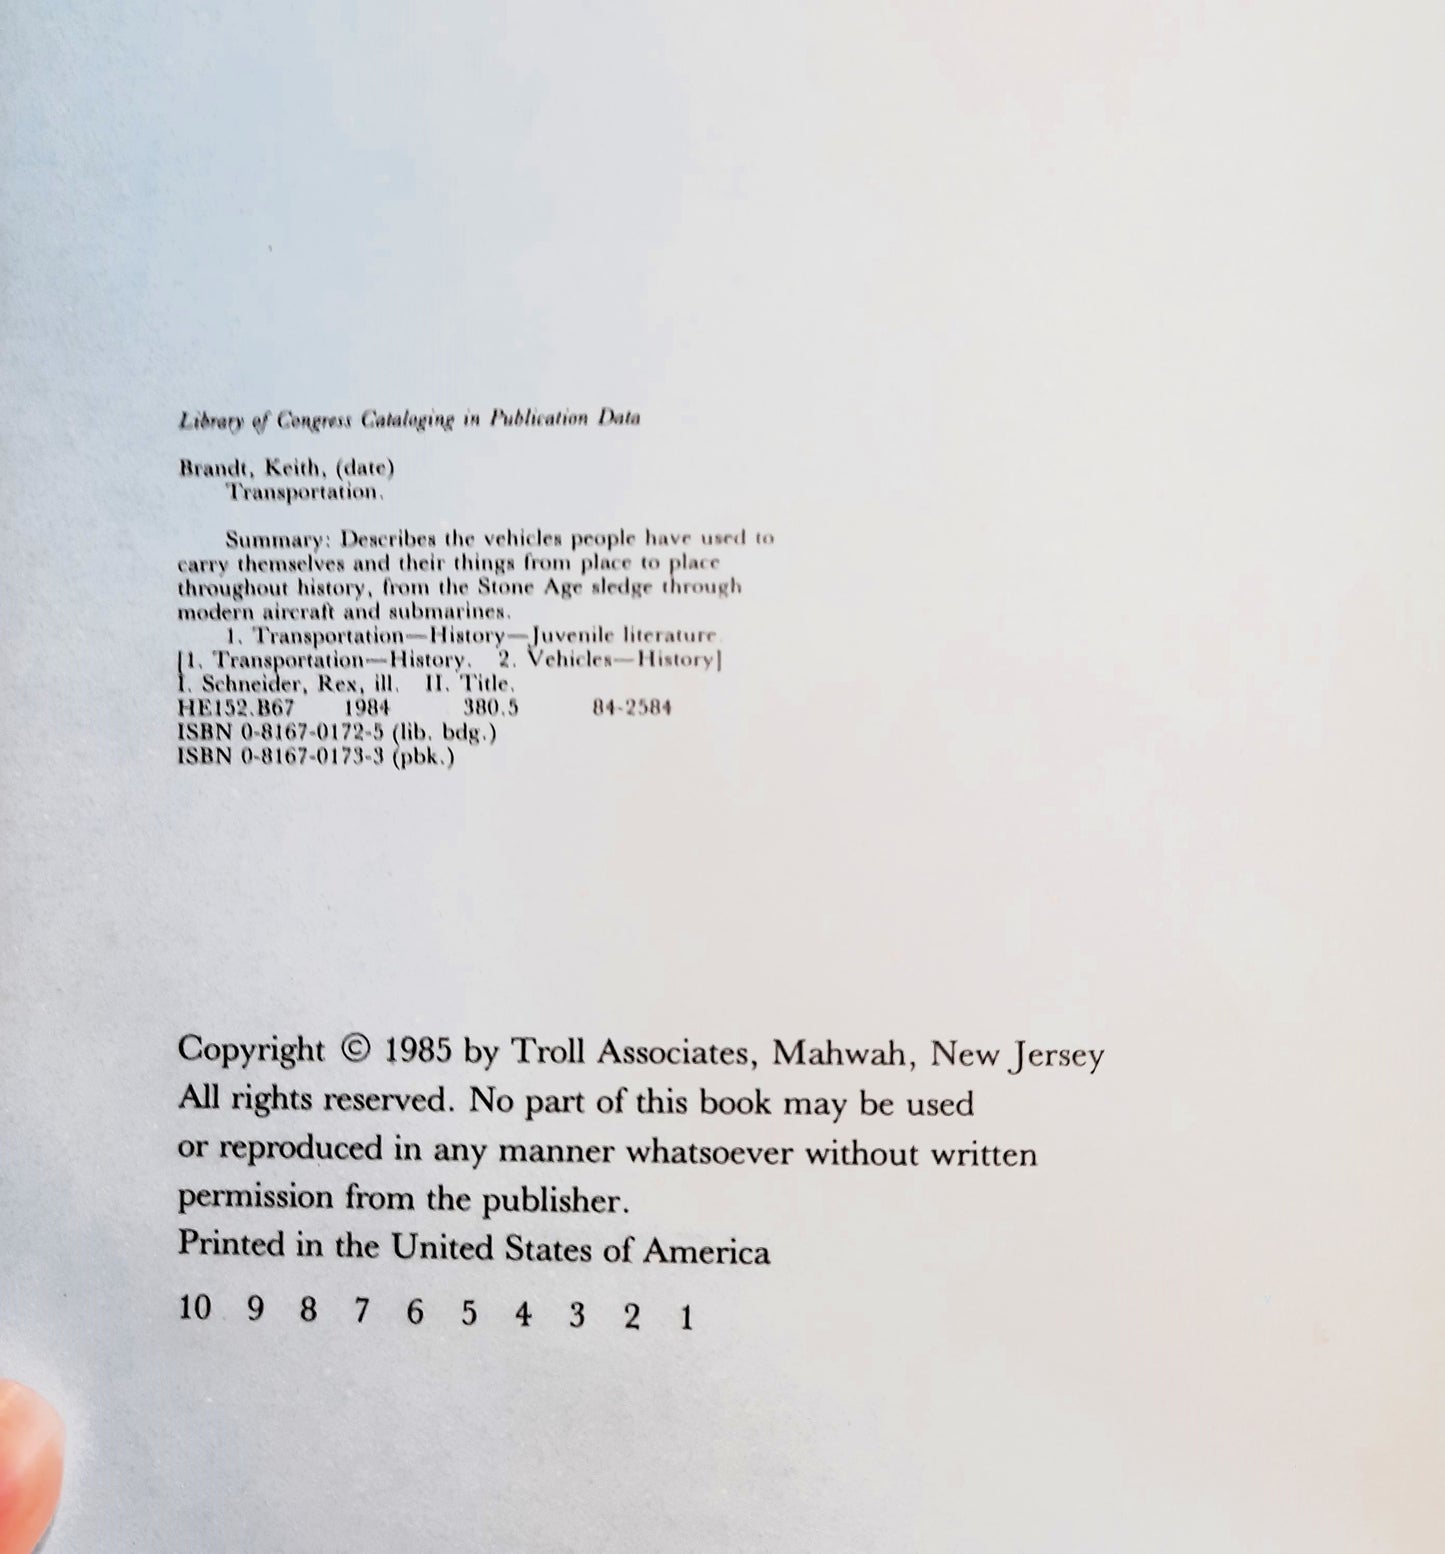 Library of Congress Cataloging in Publication Data
Brandt, Keith, (date)
Transportation.
Summary: Describes the vehicles people have used to
carry themselves and their things from place to place
throughout history, from the Stone Age sledge through
modern aircraft and submarines.
1. Transportation—History—Juvenile literature.
[1. Transportation—History. 2. Vehicles—History]
I. Schneider, Rex, ill. II. Title.
HE152.B67 1984 380.5 84-2584
ISBN 0-8167-0172-5 (lib. bdg.)
ISBN 0-8167-0173-3 (pbk.)
Copyright © 1985 by Troll Associates, Mahwah, New Jersey
All rights reserved. No part of this book may be used
or reproduced in any manner whatsoever without written
permission from the publisher.
Printed in the United States of America
10 9 8 7 6 5 4 3 2 1